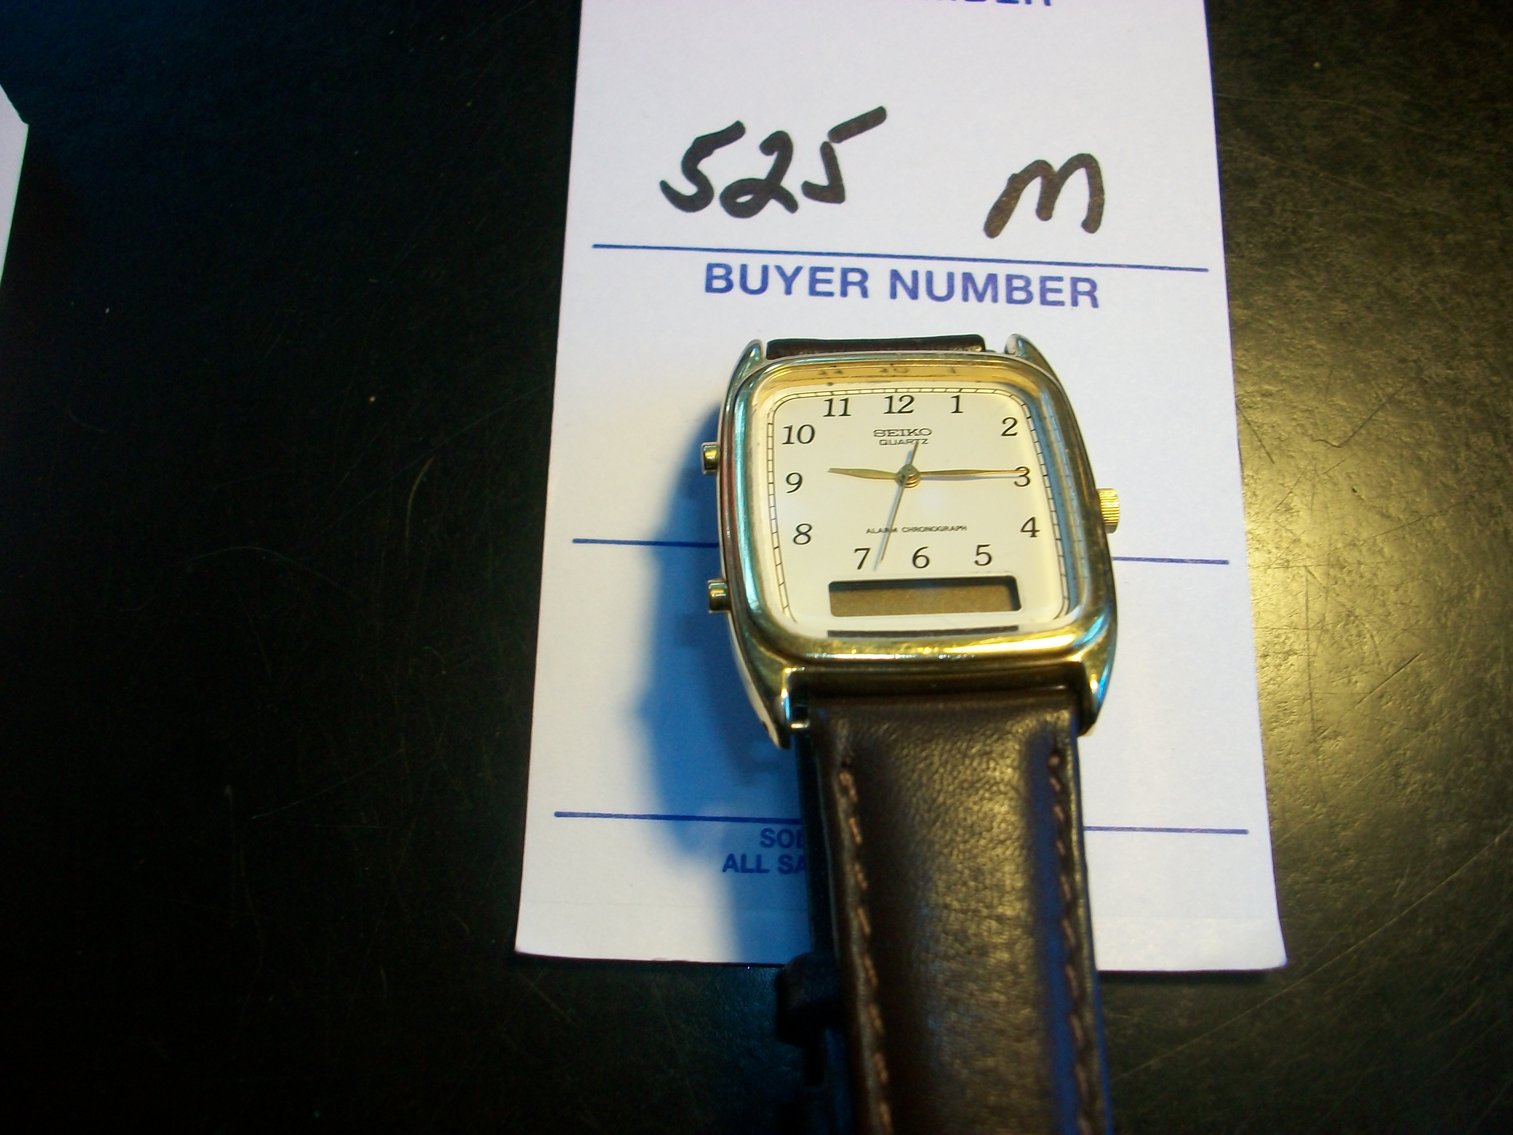 525 M
BUYER NUMBER
11 12 1
10 2
SEIKO
QUARTZ
9 3
ALARM CHRONOGRAPH
8 4
7 6 5
ALL